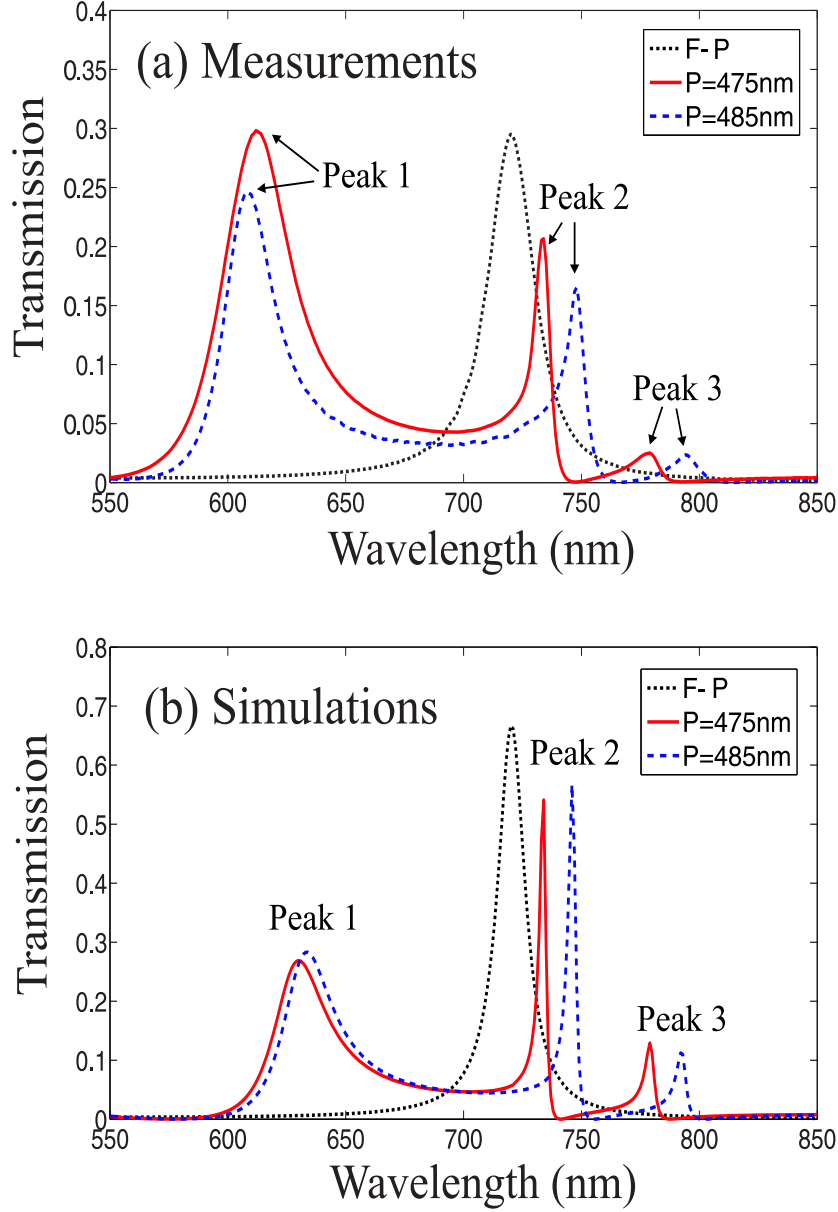 (a) Measurements
F- P
P=475nm
P=485nm
Peak 1
Peak 2
Peak 3
0.4
0.35
0.3
0.25
0.2
0.15
0.1
0.05
0
550
600
650
700
750
800
850
Transmission
Wavelength (nm)
(b) Simulations
F- P
P=475nm
P=485nm
Peak 1
Peak 2
Peak 3
0.8
0.7
0.6
0.5
0.4
0.3
0.2
0.1
0
550
600
650
700
750
800
850
Transmission
Wavelength (nm)